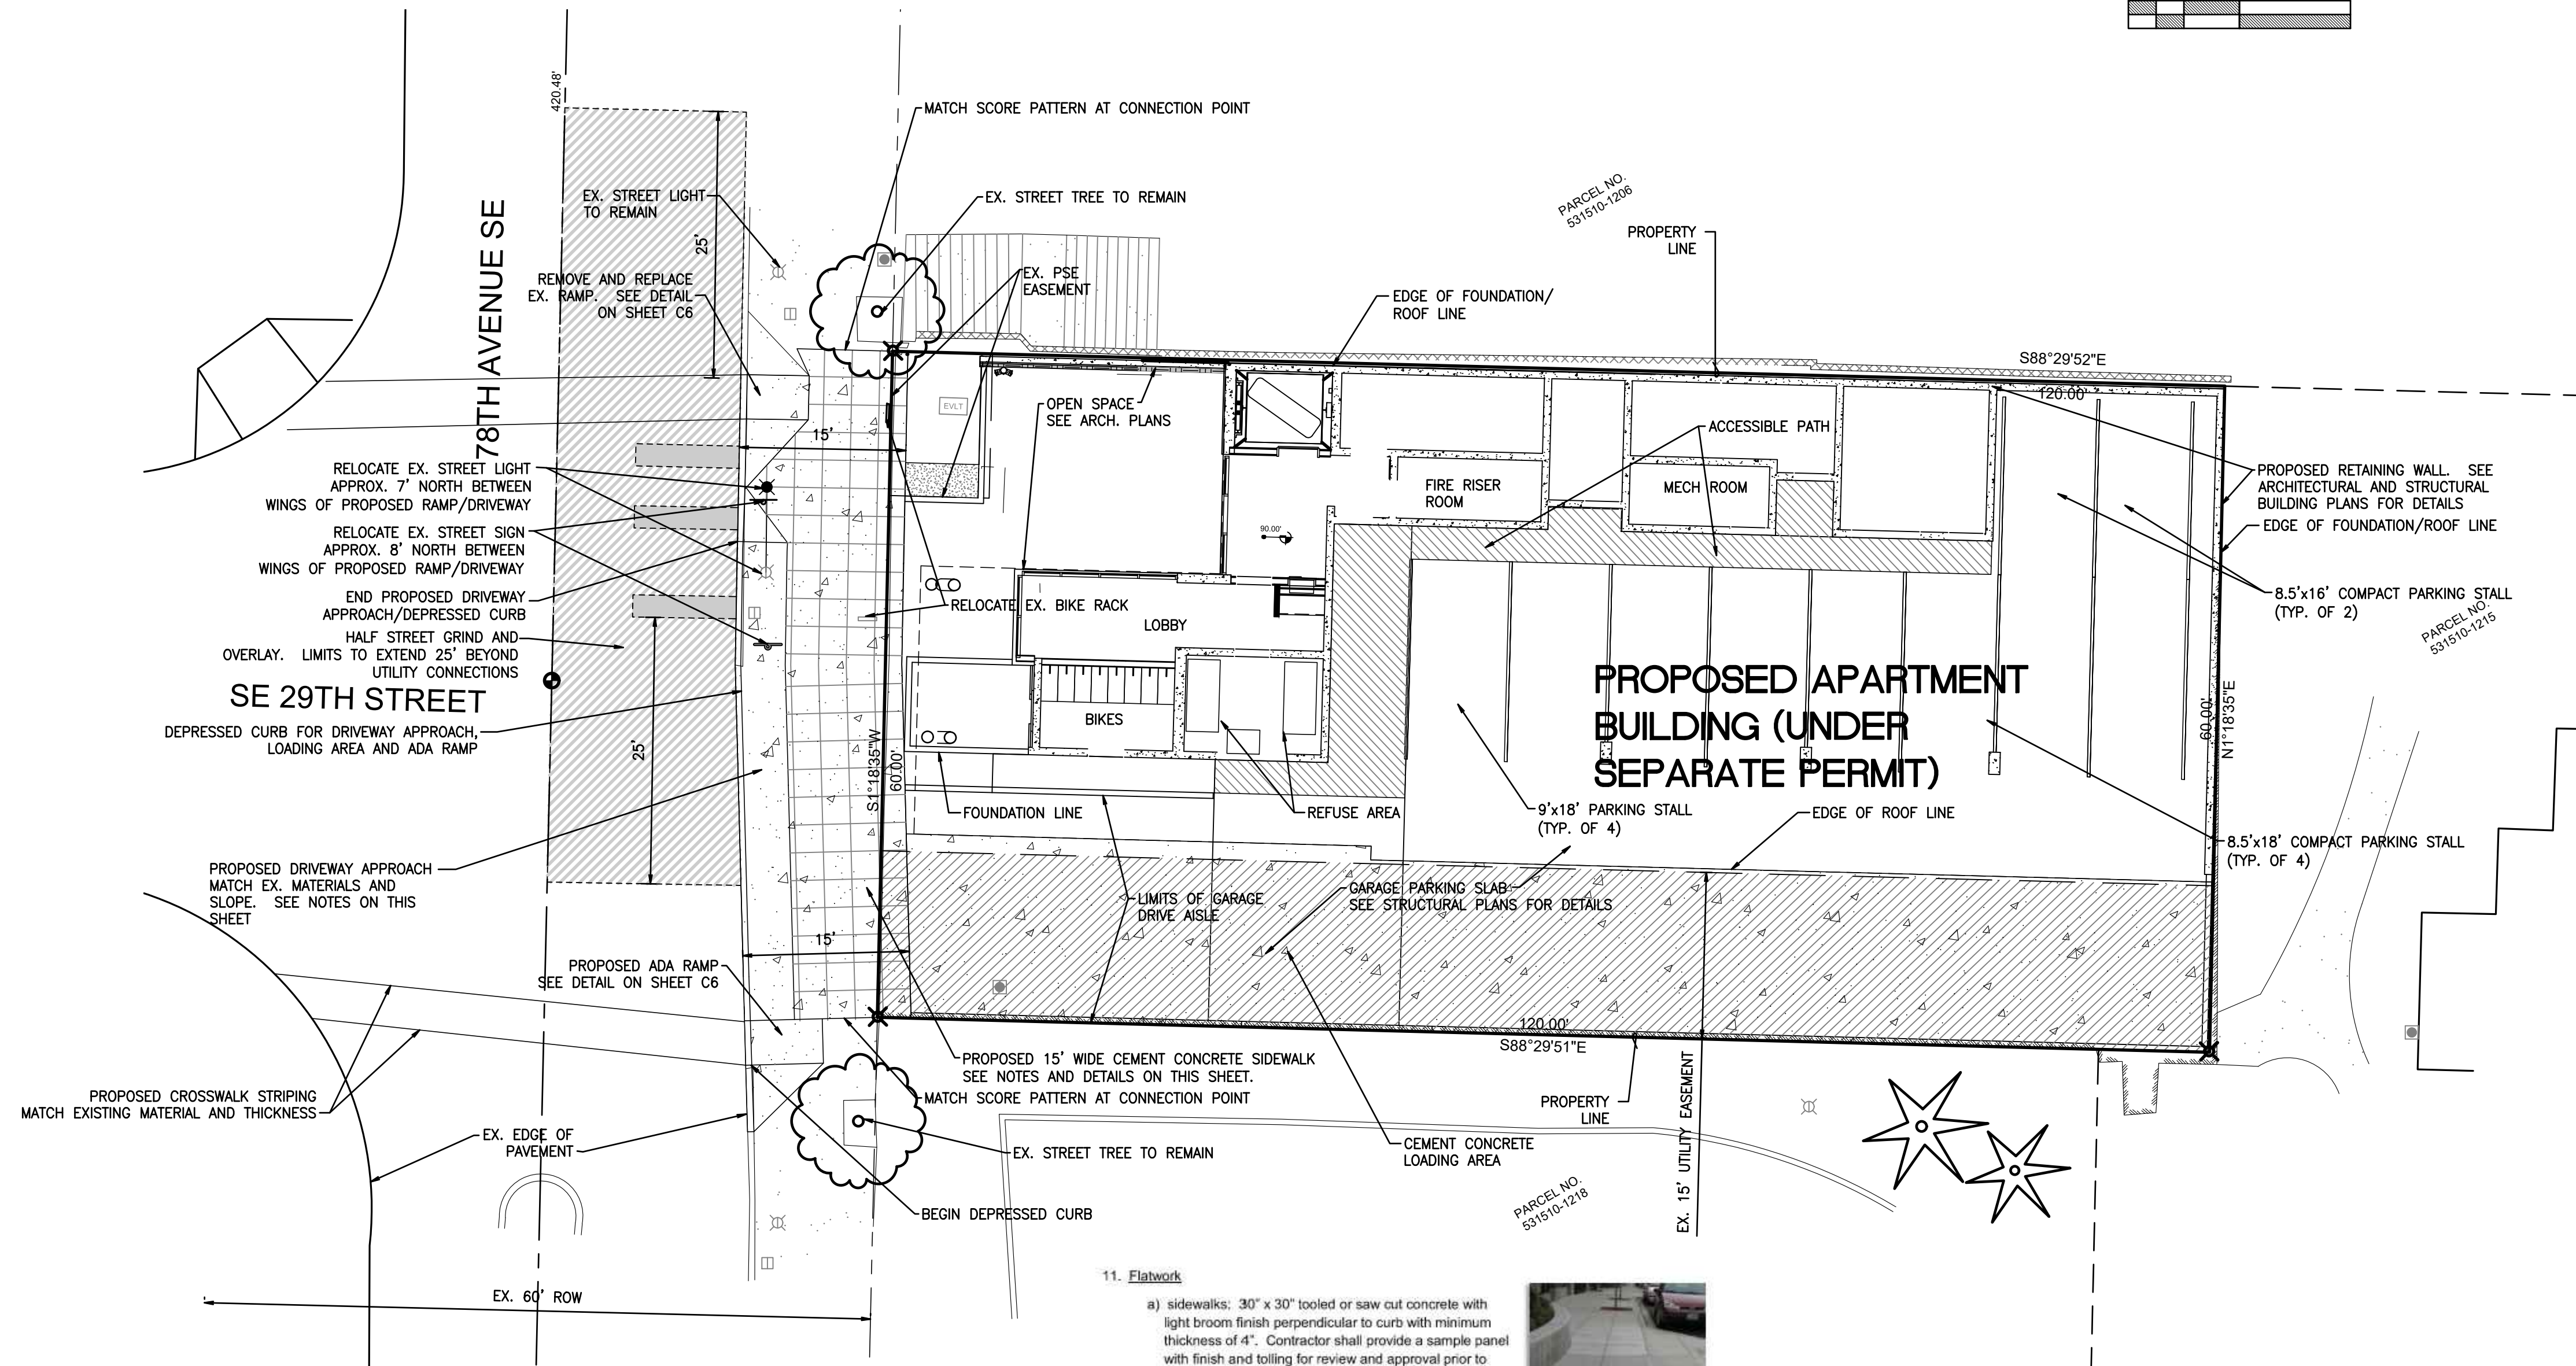 420.48'
MATCH SCORE PATTERN AT CONNECTION POINT
EX. STREET LIGHT
TO REMAIN
EX. STREET TREE TO REMAIN
PARCEL NO.
531510-1206
78TH AVENUE SE
25'
PROPERTY
LINE
REMOVE AND REPLACE
EX. RAMP. SEE DETAIL
ON SHEET C6
EX. PSE
EASEMENT
EDGE OF FOUNDATION/
ROOF LINE
S88°29'52"E
120.00'
EVLT
OPEN SPACE
SEE ARCH. PLANS
ACCESSIBLE PATH
15'
RELOCATE EX. STREET LIGHT
APPROX. 7' NORTH BETWEEN
WINGS OF PROPOSED RAMP/DRIVEWAY
FIRE RISER
ROOM
MECH ROOM
PROPOSED RETAINING WALL. SEE
ARCHITECTURAL AND STRUCTURAL
BUILDING PLANS FOR DETAILS
EDGE OF FOUNDATION/ROOF LINE
90.00'
RELOCATE EX. STREET SIGN
APPROX. 8' NORTH BETWEEN
WINGS OF PROPOSED RAMP/DRIVEWAY
END PROPOSED DRIVEWAY
APPROACH/DEPRESSED CURB
RELOCATE EX. BIKE RACK
LOBBY
8.5'x16' COMPACT PARKING STALL
(TYP. OF 2)
PARCEL NO.
531510-1215
HALF STREET GRIND AND
OVERLAY. LIMITS TO EXTEND 25' BEYOND
UTILITY CONNECTIONS
SE 29TH STREET
DEPRESSED CURB FOR DRIVEWAY APPROACH,
LOADING AREA AND ADA RAMP
25'
S1°18'35"W
60.00'
BIKES
PROPOSED APARTMENT
BUILDING (UNDER
SEPARATE PERMIT)
60.00'
N1°18'35"E
FOUNDATION LINE
REFUSE AREA
9'x18' PARKING STALL
(TYP. OF 4)
EDGE OF ROOF LINE
8.5'x18' COMPACT PARKING STALL
(TYP. OF 4)
PROPOSED DRIVEWAY APPROACH
MATCH EX. MATERIALS AND
SLOPE. SEE NOTES ON THIS
SHEET
LIMITS OF GARAGE
DRIVE AISLE
GARAGE PARKING SLAB
SEE STRUCTURAL PLANS FOR DETAILS
15'
PROPOSED ADA RAMP
SEE DETAIL ON SHEET C6
120.00'
S88°29'51"E
PROPOSED 15' WIDE CEMENT CONCRETE SIDEWALK
SEE NOTES AND DETAILS ON THIS SHEET.
MATCH SCORE PATTERN AT CONNECTION POINT
PROPOSED CROSSWALK STRIPING
MATCH EXISTING MATERIAL AND THICKNESS
PROPERTY
LINE
EX. 15' UTILITY EASEMENT
EX. EDGE OF
PAVEMENT
EX. STREET TREE TO REMAIN
CEMENT CONCRETE
LOADING AREA
PARCEL NO.
531510-1218
BEGIN DEPRESSED CURB
EX. 60' ROW
11. Flatwork
a) sidewalks: 30" x 30" tooled or saw cut concrete with
light broom finish perpendicular to curb with minimum
thickness of 4". Contractor shall provide a sample panel
with finish and tolling for review and approval prior to